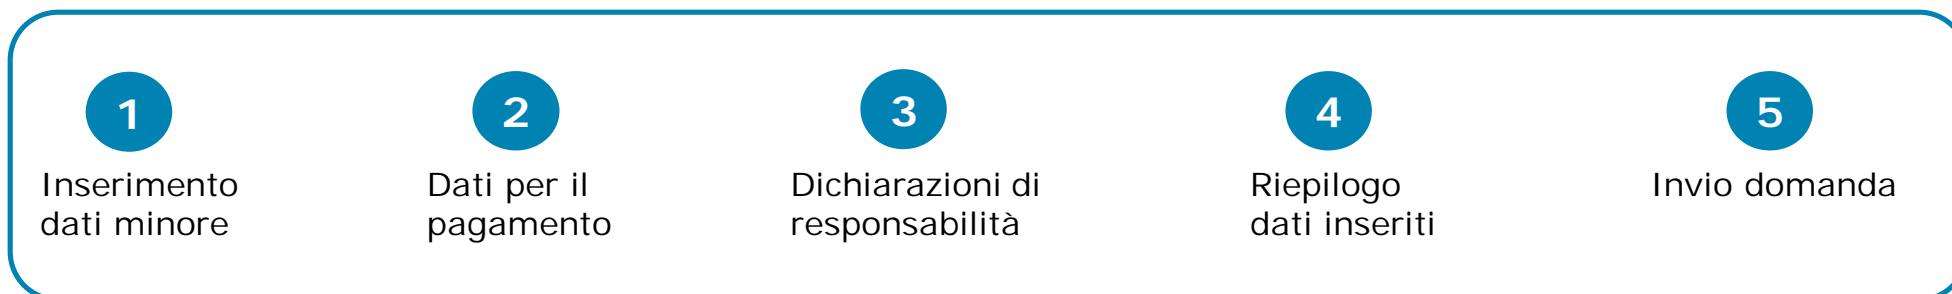 1
Inserimento
dati minore
2
Dati per il
pagamento
3
Dichiarazioni di
responsabilità
4
Riepilogo
dati inseriti
5
Invio domanda